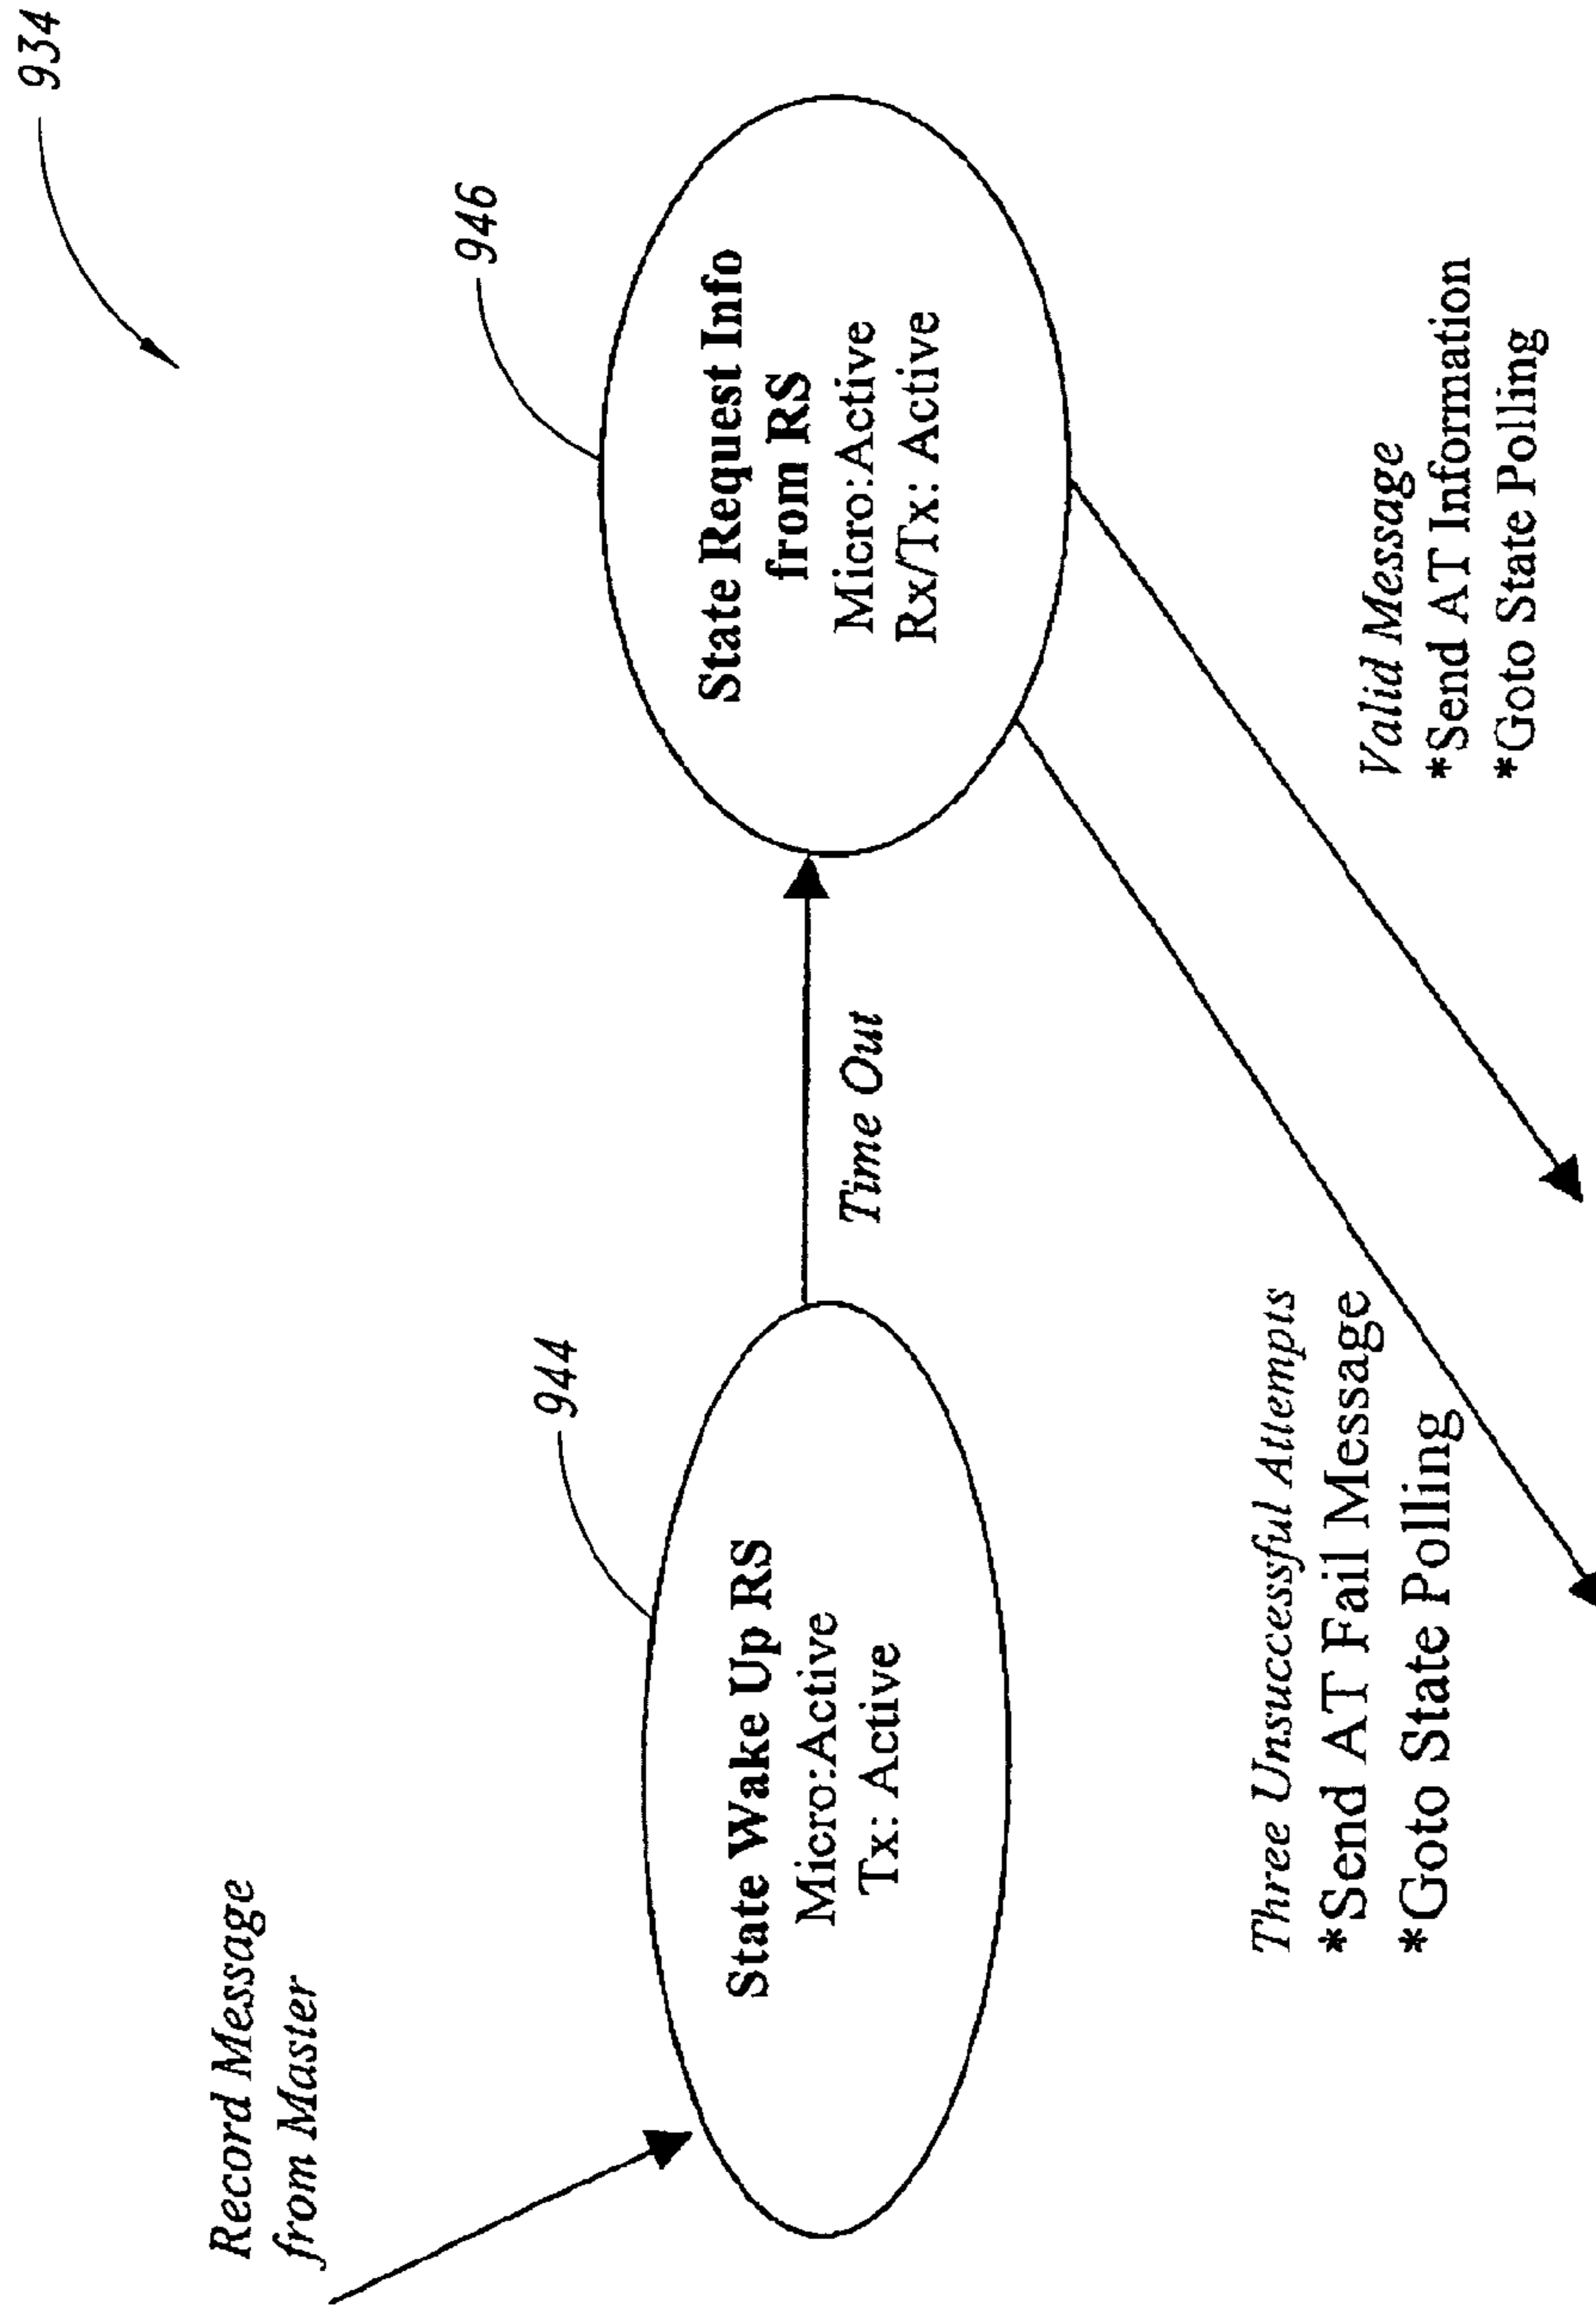 934
Record Message
from Master
944
946
State Wake Up RS
Micro:Active
Tx: Active
Time Out
State Request Info
from RS
Micro:Active
Rx/Tx: Active
Three Unsuccessful Attempts
*Send AT Fail Message
*Goto State Polling
Valid Message
*Send AT Information
*Goto State Polling